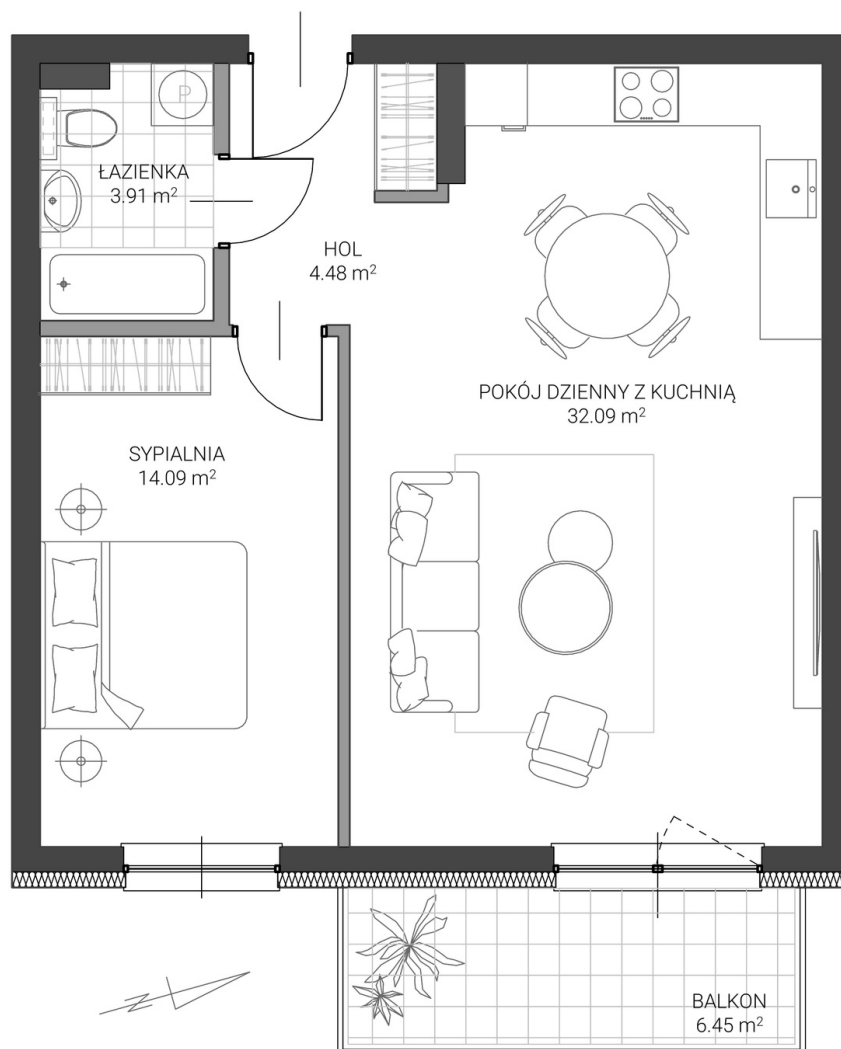 P
ŁAZIENKA
3.91 m²
HOL
4.48 m²
POKÓJ DZIENNY Z KUCHNIĄ
32.09 m²
SYPIALNIA
14.09 m²
N
BALKON
6.45 m²